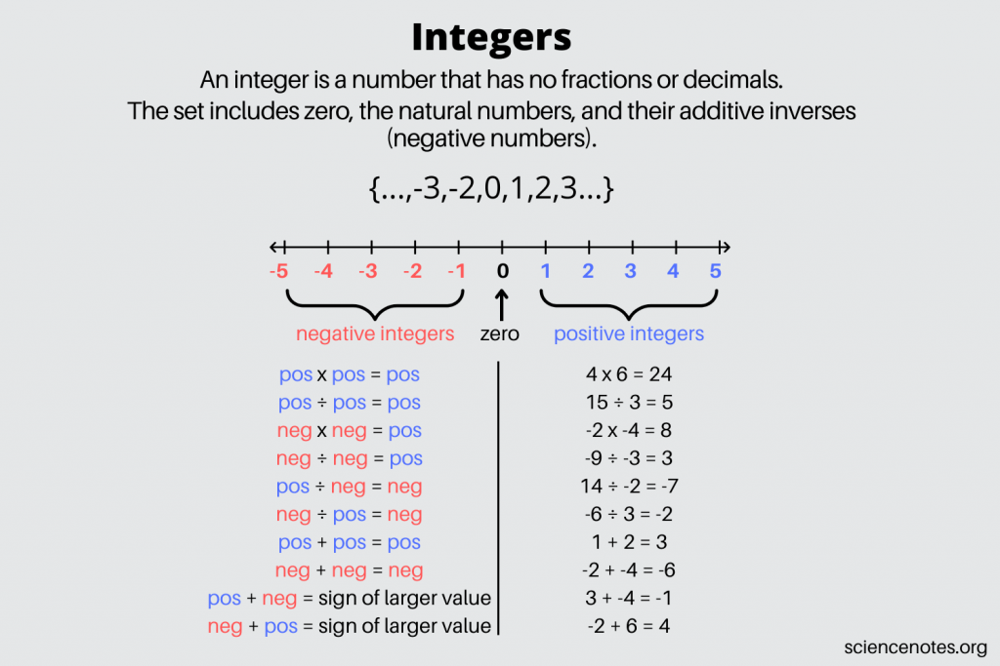 Integers
An integer is a number that has no fractions or decimals.
The set includes zero, the natural numbers, and their additive inverses
(negative numbers).
{...,-3,-2,0,1,2,3...}
-5 -4 -3 -2 -1 0 1 2 3 4 5
negative integers zero positive integers
pos x pos = pos 4 x 6 = 24
pos ÷ pos = pos 15 ÷ 3 = 5
neg x neg = pos -2 x -4 = 8
neg ÷ neg = pos -9 ÷ -3 = 3
pos ÷ neg = neg 14 ÷ -2 = -7
neg ÷ pos = neg -6 ÷ 3 = -2
pos + pos = pos 1 + 2 = 3
neg + neg = neg -2 + -4 = -6
pos + neg = sign of larger value 3 + -4 = -1
neg + pos = sign of larger value -2 + 6 = 4
sciencenotes.org